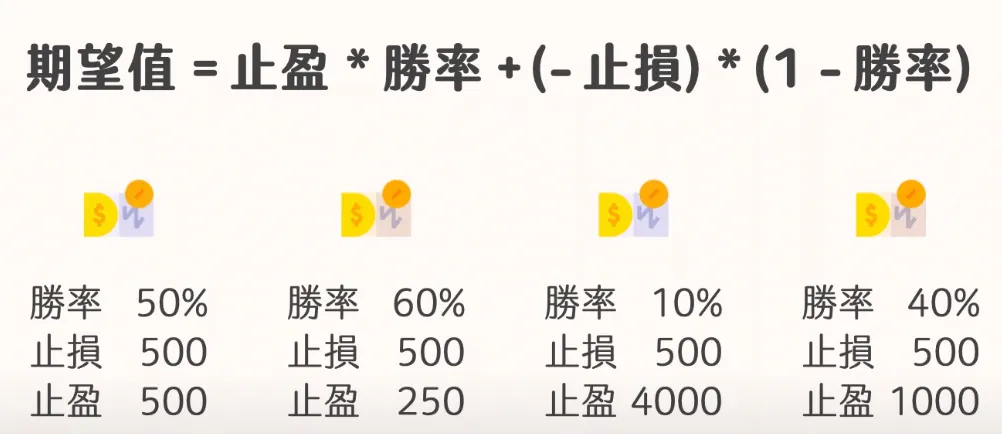 期望值 = 止盈 * 勝率 + (- 止損) * (1 - 勝率)
$
$
$
$
勝率 50%
止損 500
止盈 500
勝率 60%
止損 500
止盈 250
勝率 10%
止損 500
止盈 4000
勝率 40%
止損 500
止盈 1000